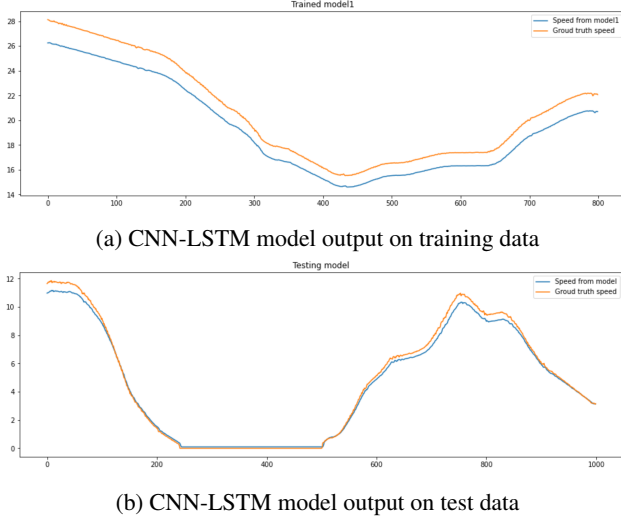 Trained model1
28
26
24
22
20
18
16
14
Speed from model1
Groud truth speed
0 100 200 300 400 500 600 700 800
(a) CNN-LSTM model output on training data
Testing model
12
10
8
6
4
2
0
Speed from model
Groud truth speed
0 200 400 600 800 1000
(b) CNN-LSTM model output on test data